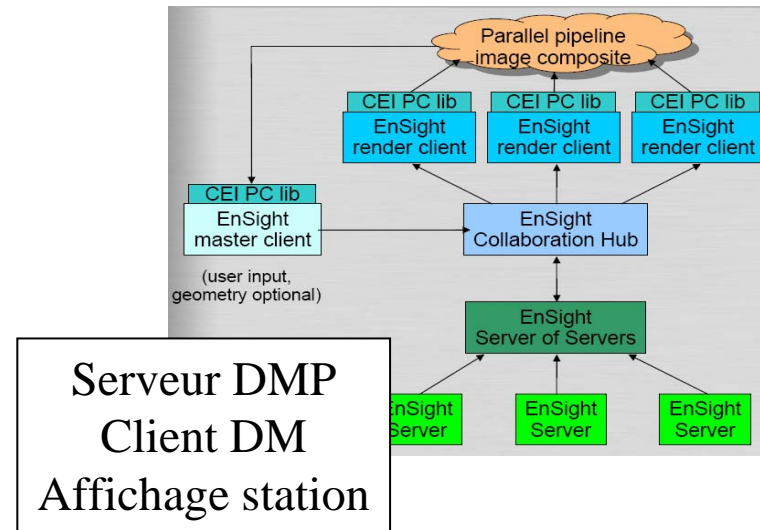 Parallel pipeline
image composite
CEI PC lib
EnSight
render client
CEI PC lib
EnSight
render client
CEI PC lib
EnSight
render client
CEI PC lib
EnSight
master client
(user input,
geometry optional)
EnSight
Collaboration Hub
EnSight
Server of Servers
EnSight
Server
EnSight
Server
EnSight
Server
Serveur DMP
Client DM
Affichage station